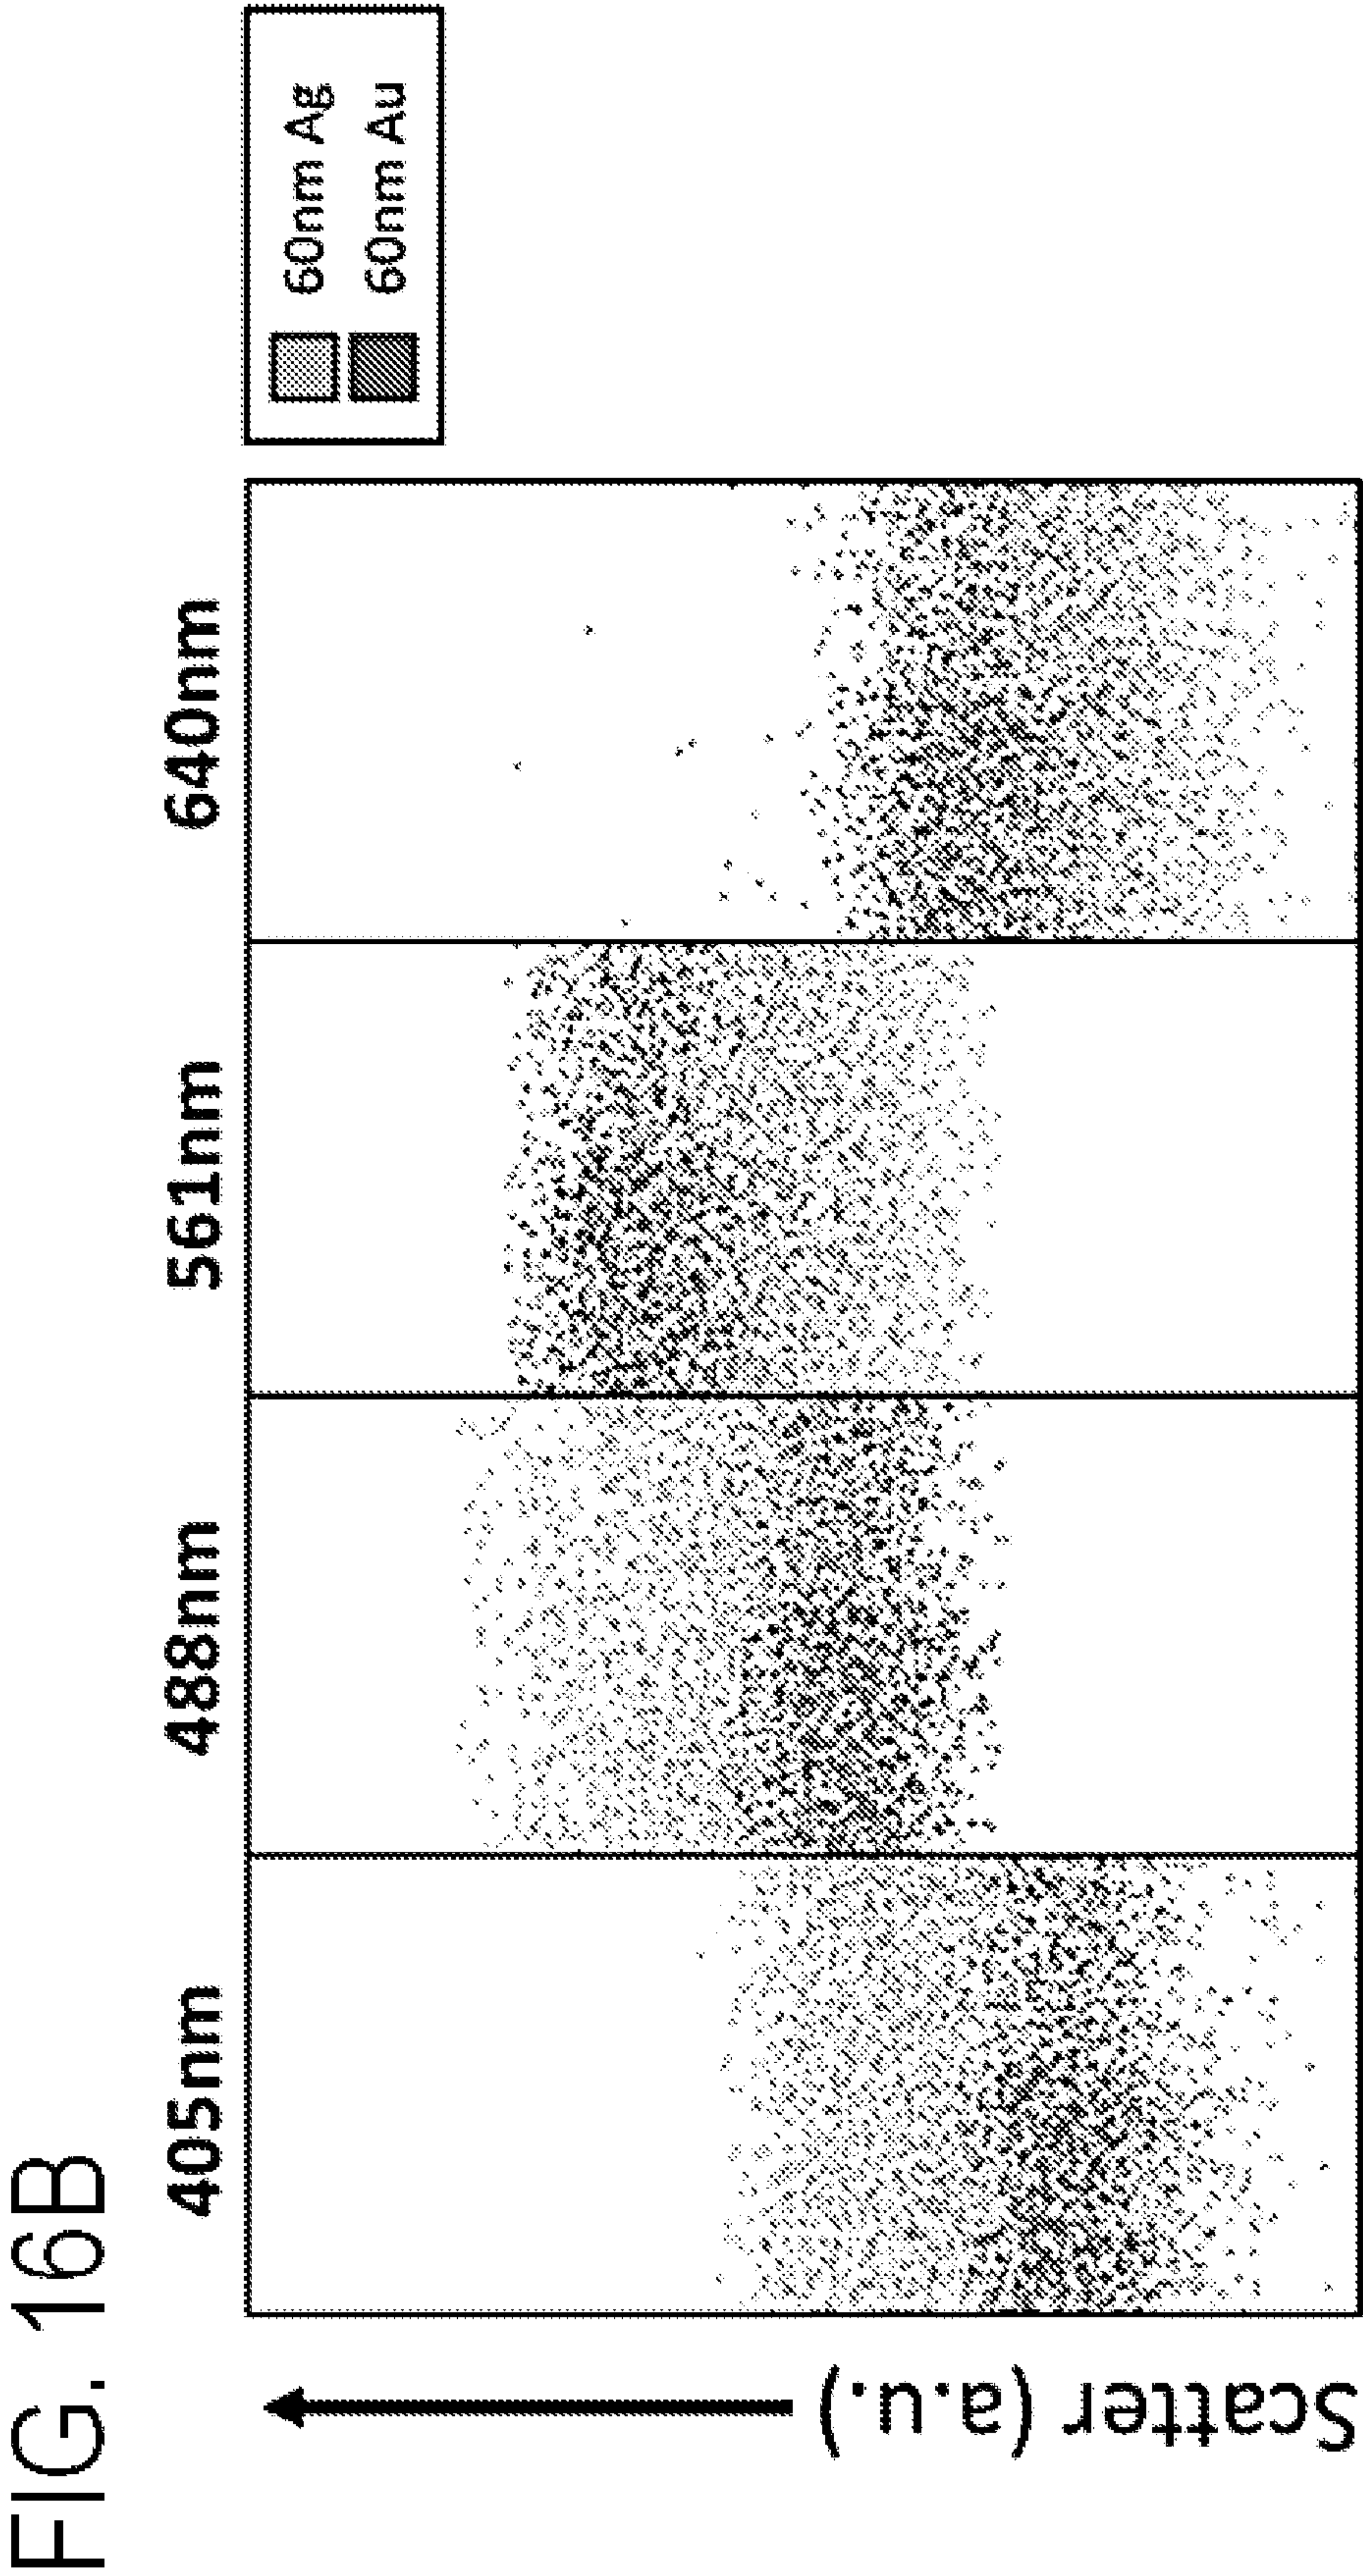 FIG. 16B
405nm
488nm
561nm
640nm
60nm Ag
60nm Au
Scatter (a.u.)